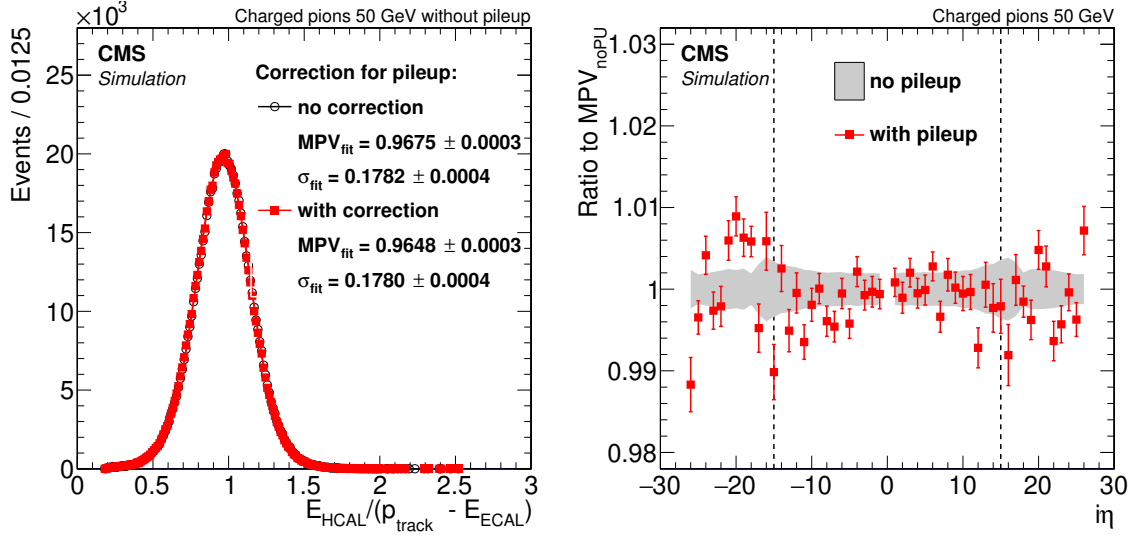 ×10³
Charged pions 50 GeV without pileup
CMS
Simulation
Correction for pileup:
no correction
MPVfit = 0.9675 ± 0.0003
σfit = 0.1782 ± 0.0004
with correction
MPVfit = 0.9648 ± 0.0003
σfit = 0.1780 ± 0.0004
Events / 0.0125
25
20
15
10
5
0
0 0.5 1 1.5 2 2.5 3
E_HCAL/(p_track - E_ECAL)
Charged pions 50 GeV
CMS
Simulation
no pileup
with pileup
Ratio to MPV_noPU
1.03
1.02
1.01
1
0.99
0.98
−30 −20 −10 0 10 20 30
iη